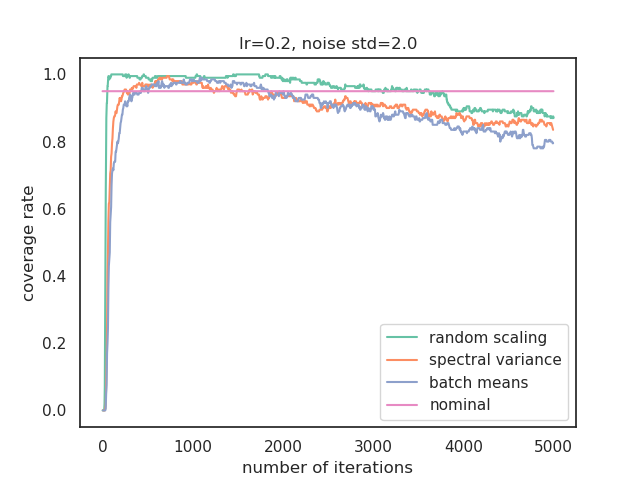 lr=0.2, noise std=2.0
1.0
0.8
0.6
0.4
0.2
0.0
coverage rate
random scaling
spectral variance
batch means
nominal
0 1000 2000 3000 4000 5000
number of iterations